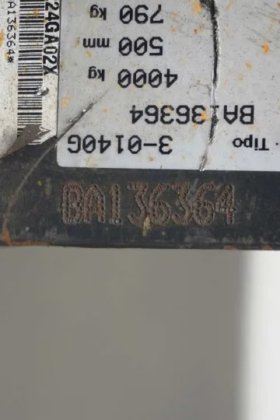 · Tipo 3-0140G
BA136364
4000 kg
500 mm
790 kg
24GA02X
A136364*
BA136364